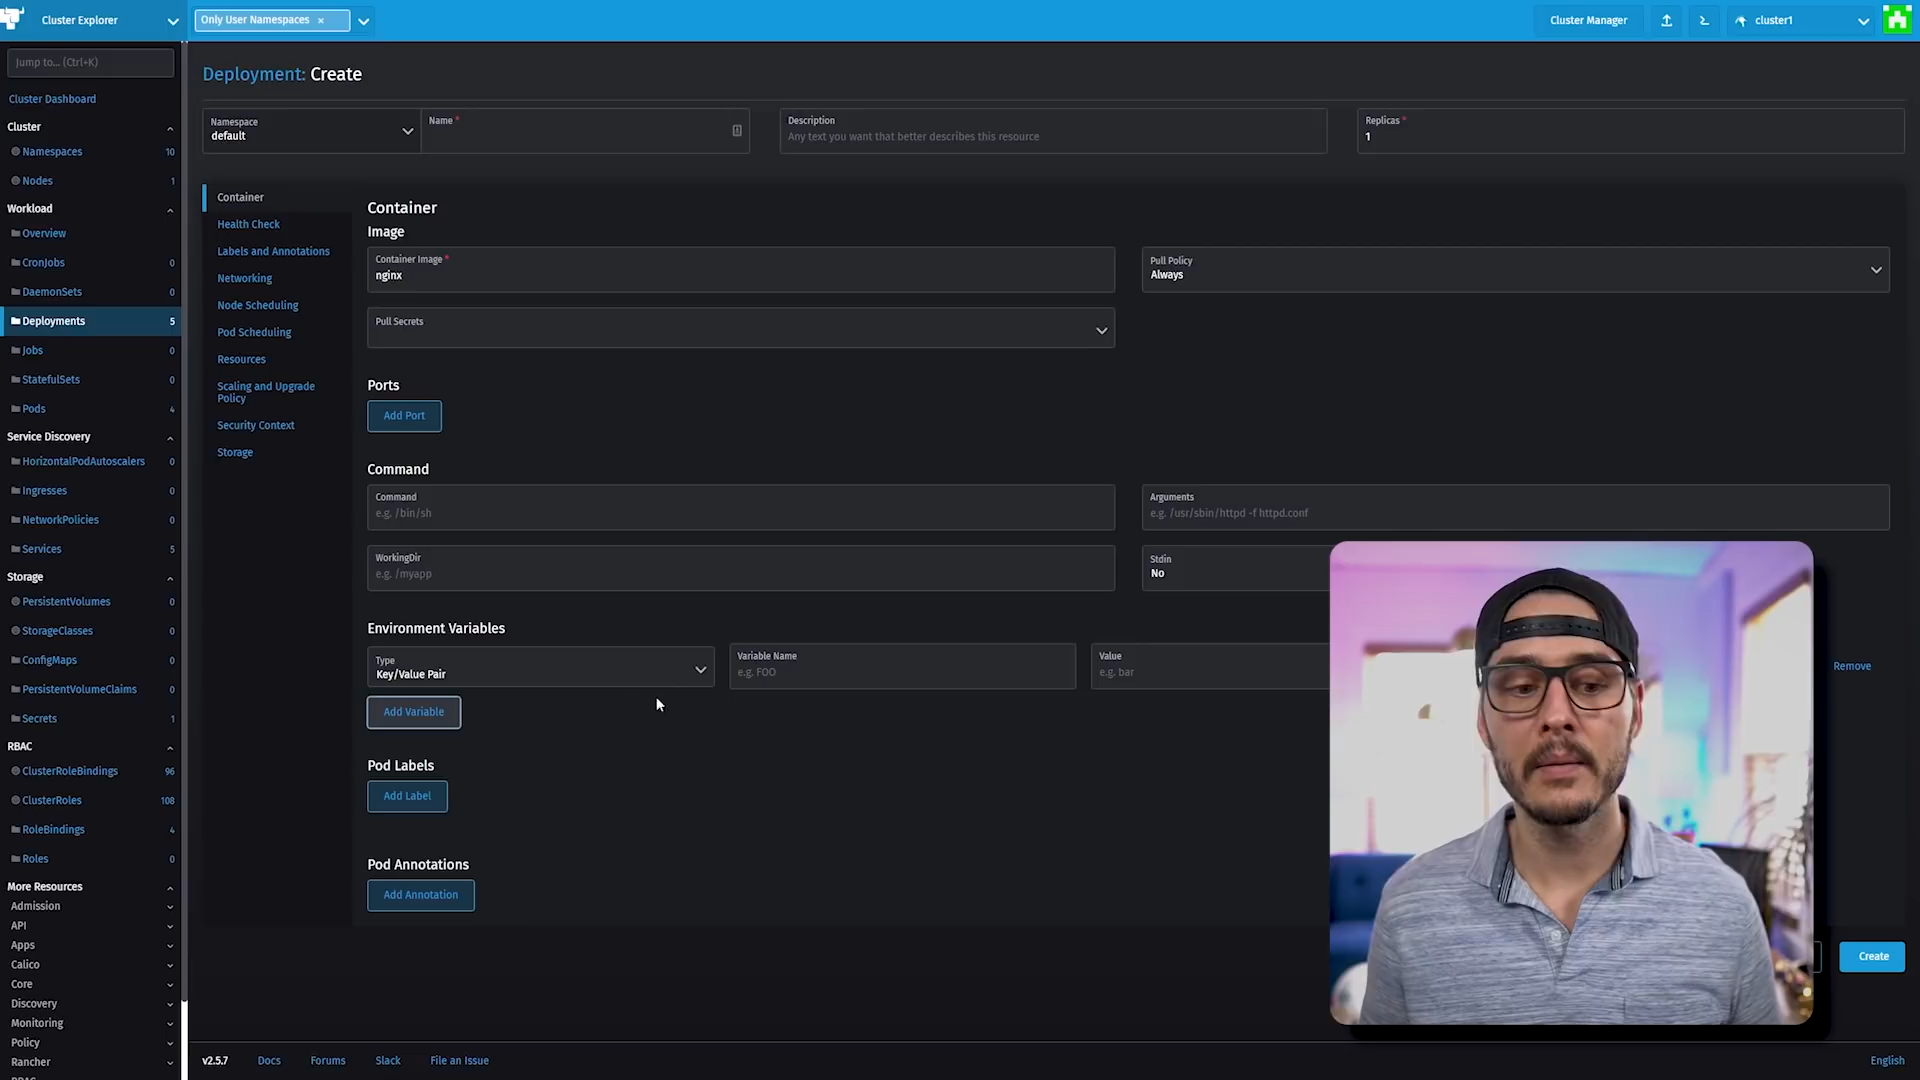 Cluster Explorer
Only User Namespaces ×
Cluster Manager
cluster1
Jump to... (Ctrl+K)
Cluster Dashboard
Cluster
Namespaces 10
Nodes 1
Workload
Overview
CronJobs 0
DaemonSets 0
Deployments 5
Jobs 0
StatefulSets 0
Pods 4
Service Discovery
HorizontalPodAutoscalers 0
Ingresses 0
NetworkPolicies 0
Services 5
Storage
PersistentVolumes 0
StorageClasses 0
ConfigMaps 0
PersistentVolumeClaims 0
Secrets 1
RBAC
ClusterRoleBindings 96
ClusterRoles 108
RoleBindings 4
Roles 0
More Resources
Admission
API
Apps
Calico
Core
Discovery
Monitoring
Policy
Rancher
Deployment: Create
Namespace
default
Name *
Description
Any text you want that better describes this resource
Replicas *
1
Container
Health Check
Labels and Annotations
Networking
Node Scheduling
Pod Scheduling
Resources
Scaling and Upgrade
Policy
Security Context
Storage
Container
Image
Container Image *
nginx
Pull Policy
Always
Pull Secrets
Ports
Add Port
Command
Command
e.g. /bin/sh
Arguments
e.g. /usr/sbin/httpd -f httpd.conf
WorkingDir
e.g. /myapp
Stdin
No
Environment Variables
Type
Key/Value Pair
Variable Name
e.g. FOO
Value
e.g. bar
Remove
Add Variable
Pod Labels
Add Label
Pod Annotations
Add Annotation
Create
v2.5.7 Docs Forums Slack File an Issue
English